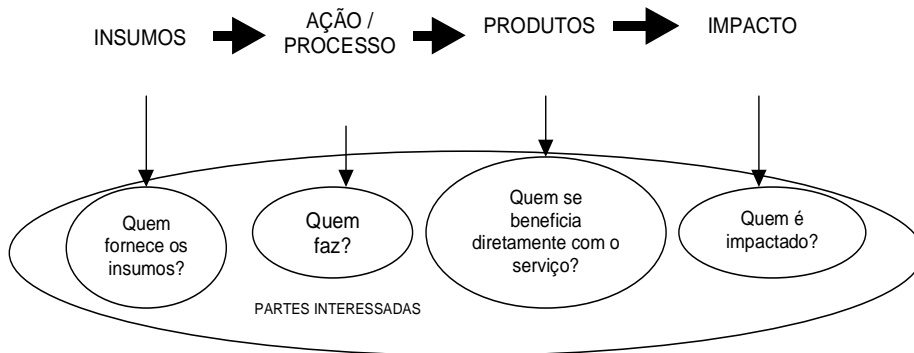 INSUMOS
AÇÃO /
PROCESSO
PRODUTOS
IMPACTO
Quem
fornece os
insumos?
Quem
faz?
Quem se
beneficia
diretamente com o
serviço?
Quem é
impactado?
PARTES INTERESSADAS